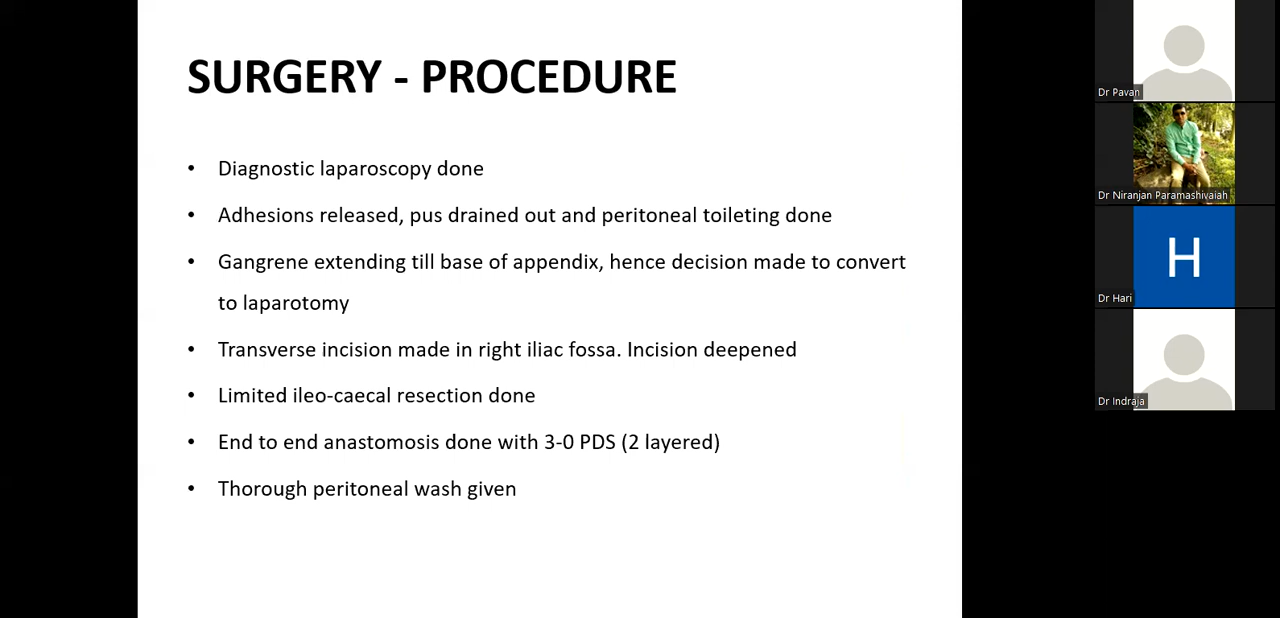 SURGERY - PROCEDURE
• Diagnostic laparoscopy done
• Adhesions released, pus drained out and peritoneal toileting done
• Gangrene extending till base of appendix, hence decision made to convert
to laparotomy
• Transverse incision made in right iliac fossa. Incision deepened
• Limited ileo-caecal resection done
• End to end anastomosis done with 3-0 PDS (2 layered)
• Thorough peritoneal wash given
Dr Pavan
Dr Niranjan Paramashivaiah
H
Dr Hari
Dr Indraja